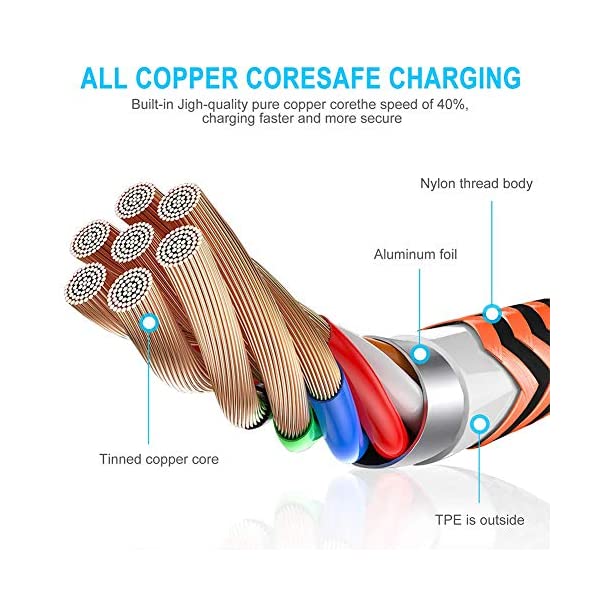 ALL COPPER CORESAFE CHARGING
Built-in Jigh-quality pure copper corethe speed of 40%,
charging faster and more secure
Nylon thread body
Aluminum foil
Tinned copper core
TPE is outside